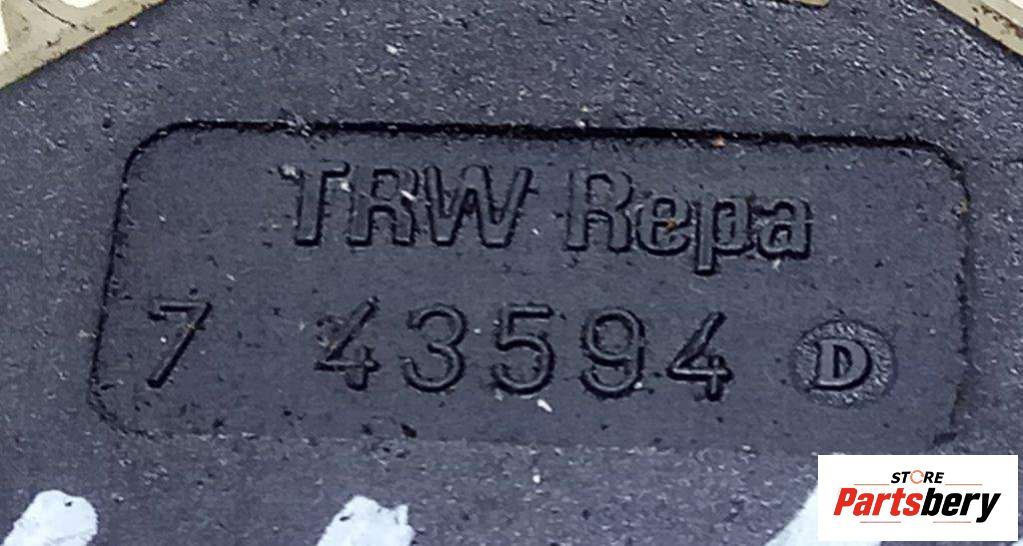 TRW Repa
7 43594 D
STORE
Partsbery